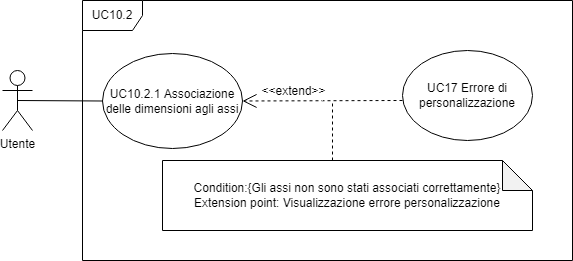 UC10.2
UC10.2.1 Associazione
delle dimensioni agli assi
<<extend>>
UC17 Errore di
personalizzazione
Utente
Condition:{Gli assi non sono stati associati correttamente}
Extension point: Visualizzazione errore personalizzazione